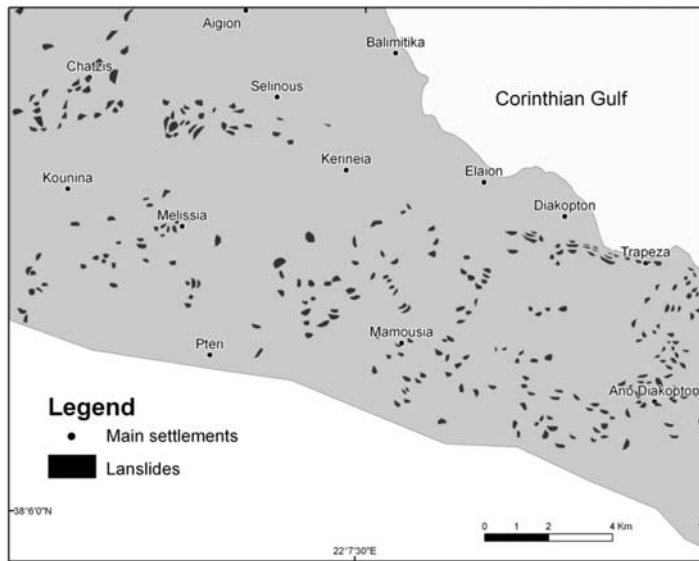 Aigion
Balimitika
Chatzis
Selinous
Corinthian Gulf
Kerineia
Elaion
Kounina
Diakopton
Melissia
Trapeza
Mamousia
Pteri
Ano Diakopton
Legend
Main settlements
Lanslides
38°6'0"N
0 1 2 4 Km
22°7'30"E